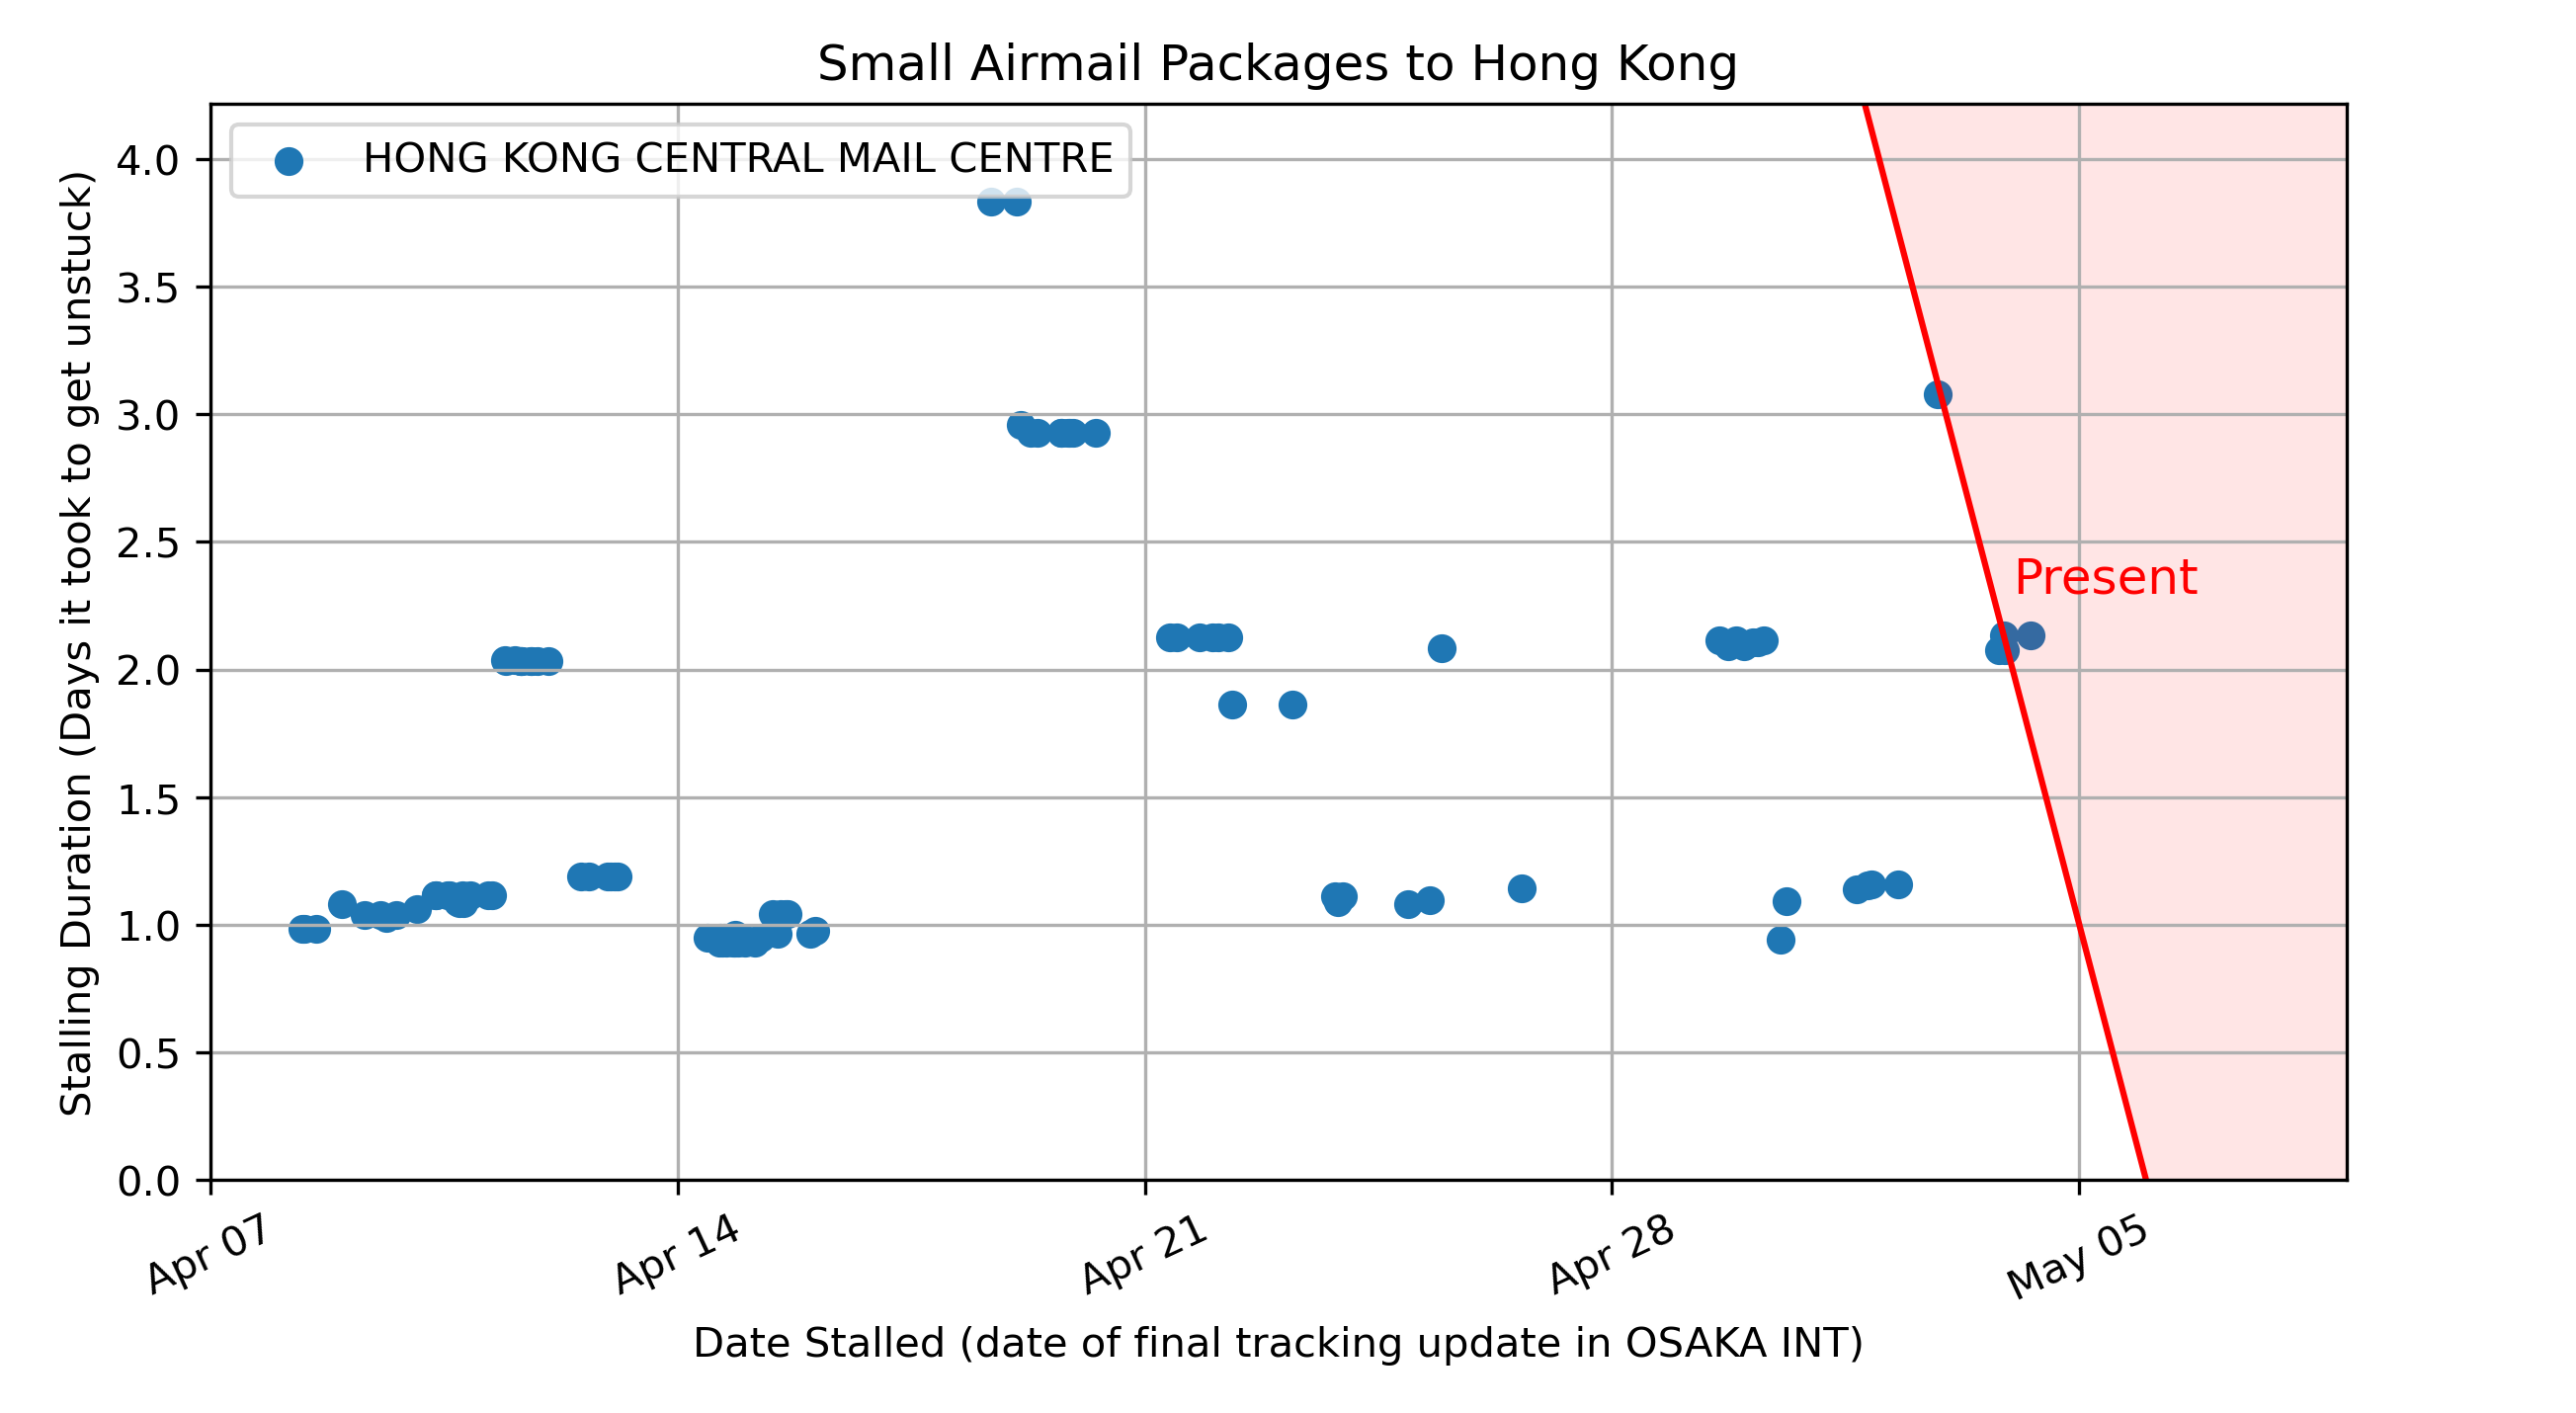 Small Airmail Packages to Hong Kong
HONG KONG CENTRAL MAIL CENTRE
Stalling Duration (Days it took to get unstuck)
4.0
3.5
3.0
2.5
2.0
1.5
1.0
0.5
0.0
Present
Apr 07
Apr 14
Apr 21
Apr 28
May 05
Date Stalled (date of final tracking update in OSAKA INT)